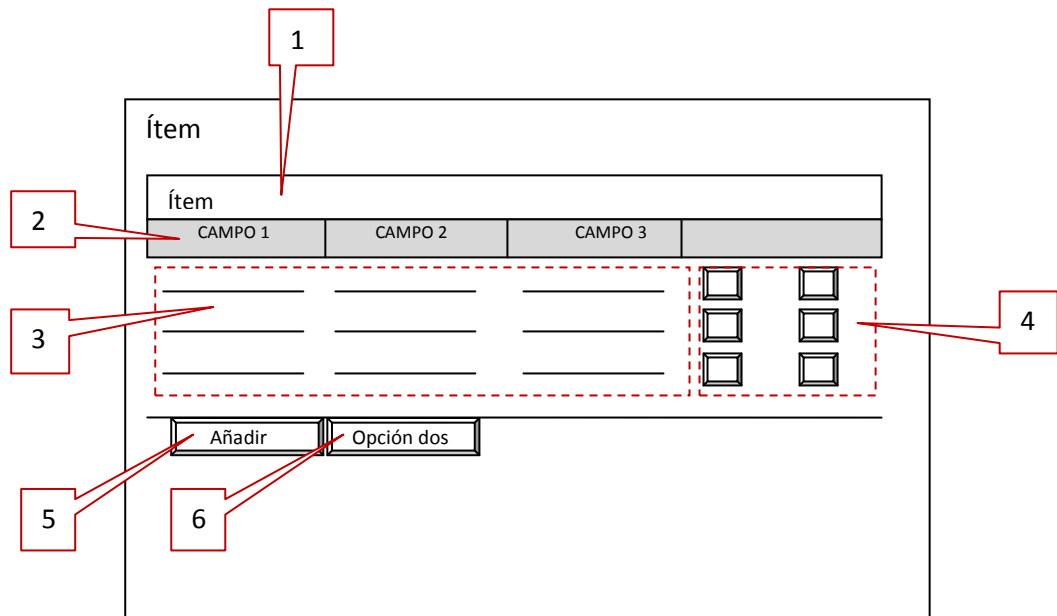 1
Ítem
Ítem
2
CAMPO 1 CAMPO 2 CAMPO 3
3
4
Añadir Opción dos
5 6